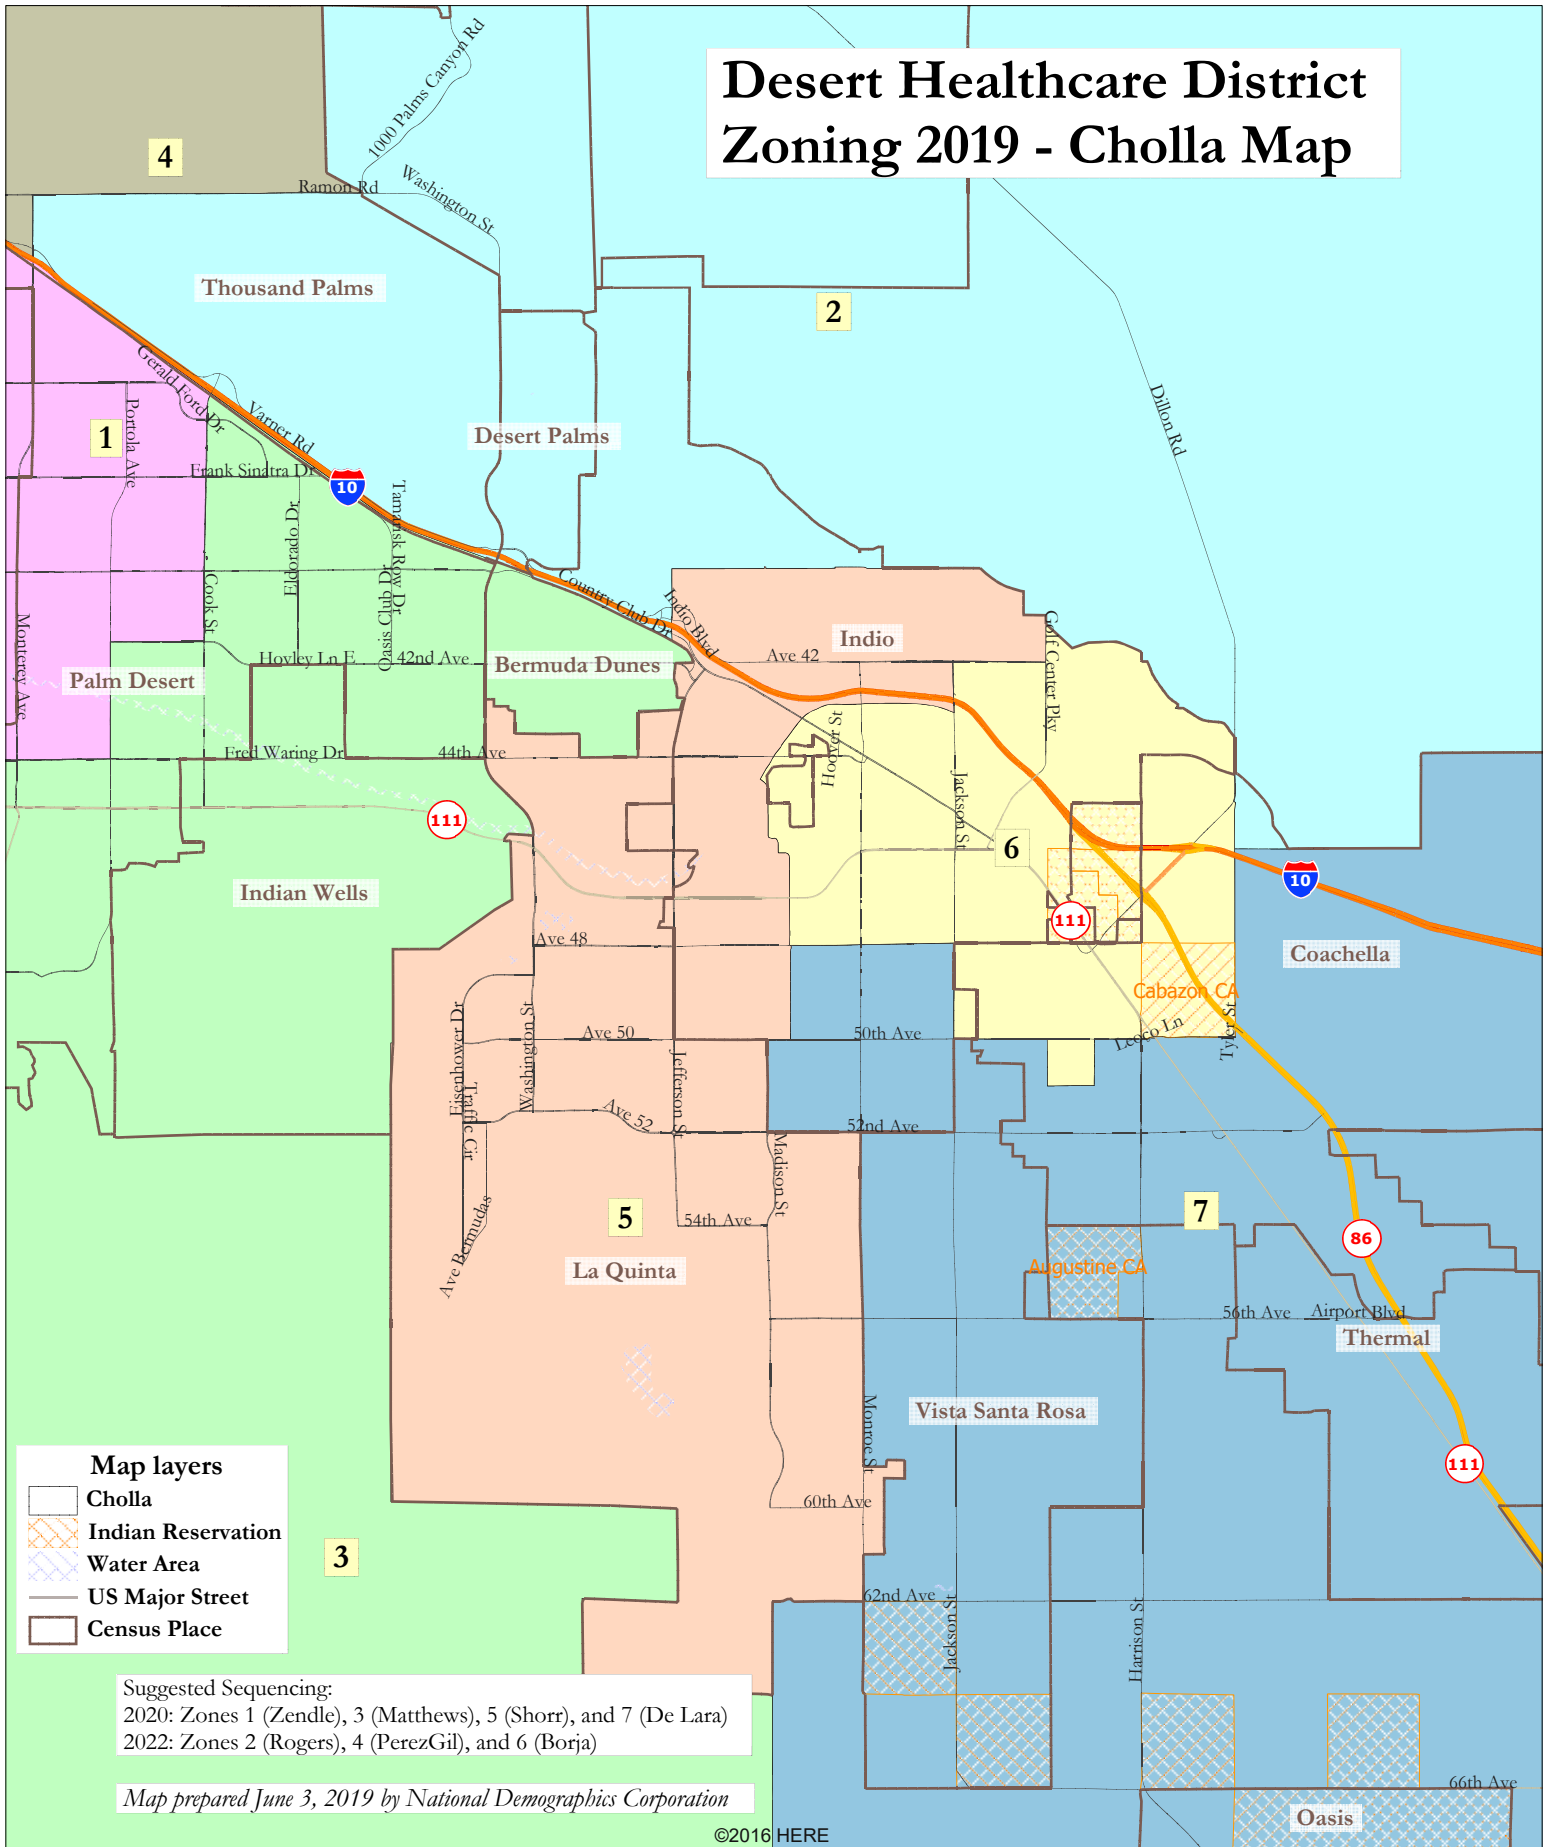 Desert Healthcare District
Zoning 2019 - Cholla Map
1000 Palms Canyon Rd
4
Ramon Rd
Washington St
Thousand Palms
2
Gerald Ford Dr
Varner Rd
Portola Ave
1
Dillon Rd
Desert Palms
Frank Sinatra Dr
10
Tamarisk Row Dr
Eldorado Dr
Cook St
Oasis Club Dr
Country Club Dr
Indio Blvd
Indio
Golf Center Pky
Monterey Ave
Hovley Ln E
42nd Ave
Bermuda Dunes
Ave 42
Palm Desert
Fred Waring Dr
44th Ave
Hoover St
Jackson St
111
6
10
Indian Wells
111
Ave 48
Coachella
Cabazon CA
Eisenhower Dr
Washington St
Ave 50
50th Ave
Leeco Ln
Tyler St
Jefferson St
Traffic Cir
Ave 52
52nd Ave
Madison St
Ave Bermudas
5
54th Ave
7
86
La Quinta
Augustine CA
56th Ave
Airport Blvd
Thermal
Monroe St
Vista Santa Rosa
111
60th Ave
Map layers
Cholla
Indian Reservation
Water Area
US Major Street
Census Place
3
62nd Ave
Jackson St
Harrison St
Suggested Sequencing:
2020: Zones 1 (Zendle), 3 (Matthews), 5 (Shorr), and 7 (De Lara)
2022: Zones 2 (Rogers), 4 (PerezGil), and 6 (Borja)
66th Ave
Map prepared June 3, 2019 by National Demographics Corporation
Oasis
©2016 HERE